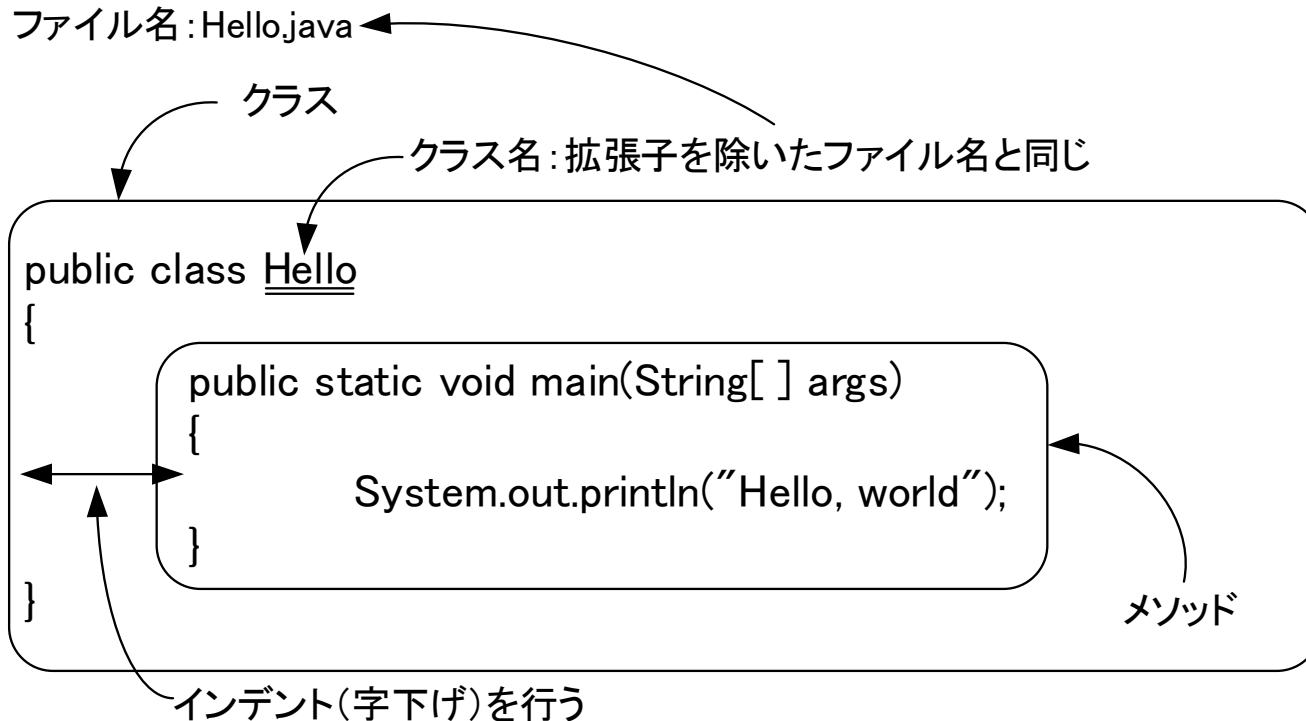 ファイル名:Hello.java
クラス
クラス名:拡張子を除いたファイル名と同じ
public class Hello
{
public static void main(String[ ] args)
{
System.out.println("Hello, world");
}
}
メソッド
インデント(字下げ)を行う